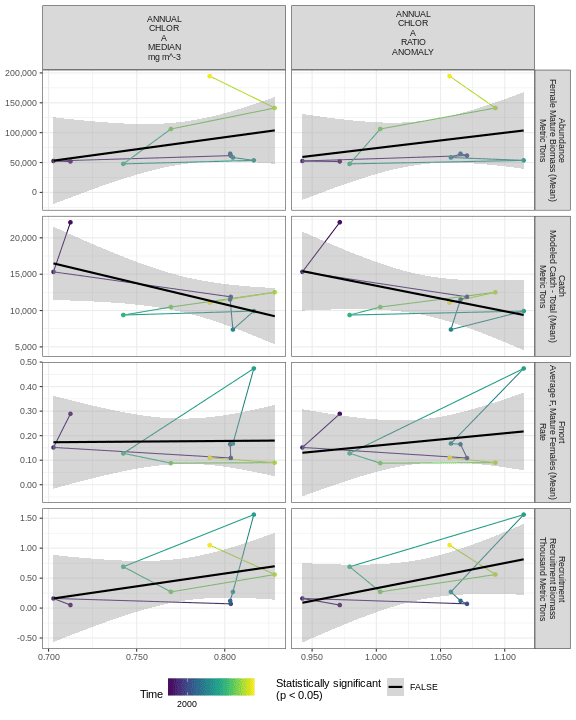 ANNUAL
CHLOR
A
MEDIAN
mg m^-3
ANNUAL
CHLOR
A
RATIO
ANOMALY
200,000
150,000
100,000
50,000
0
Abundance
Female Mature Biomass (Mean)
Metric Tons
20,000
15,000
10,000
5,000
Catch
Modeled Catch - Total (Mean)
Metric Tons
0.50
0.40
0.30
0.20
0.10
0.00
Fmort
Average F, Mature Females (Mean)
Rate
1.50
1.00
0.50
0.00
-0.50
Recruitment
Recruitment Biomass
Thousand Metric Tons
0.700
0.750
0.800
0.950
1.000
1.050
1.100
Time
2000
Statistically significant
(p < 0.05)
FALSE